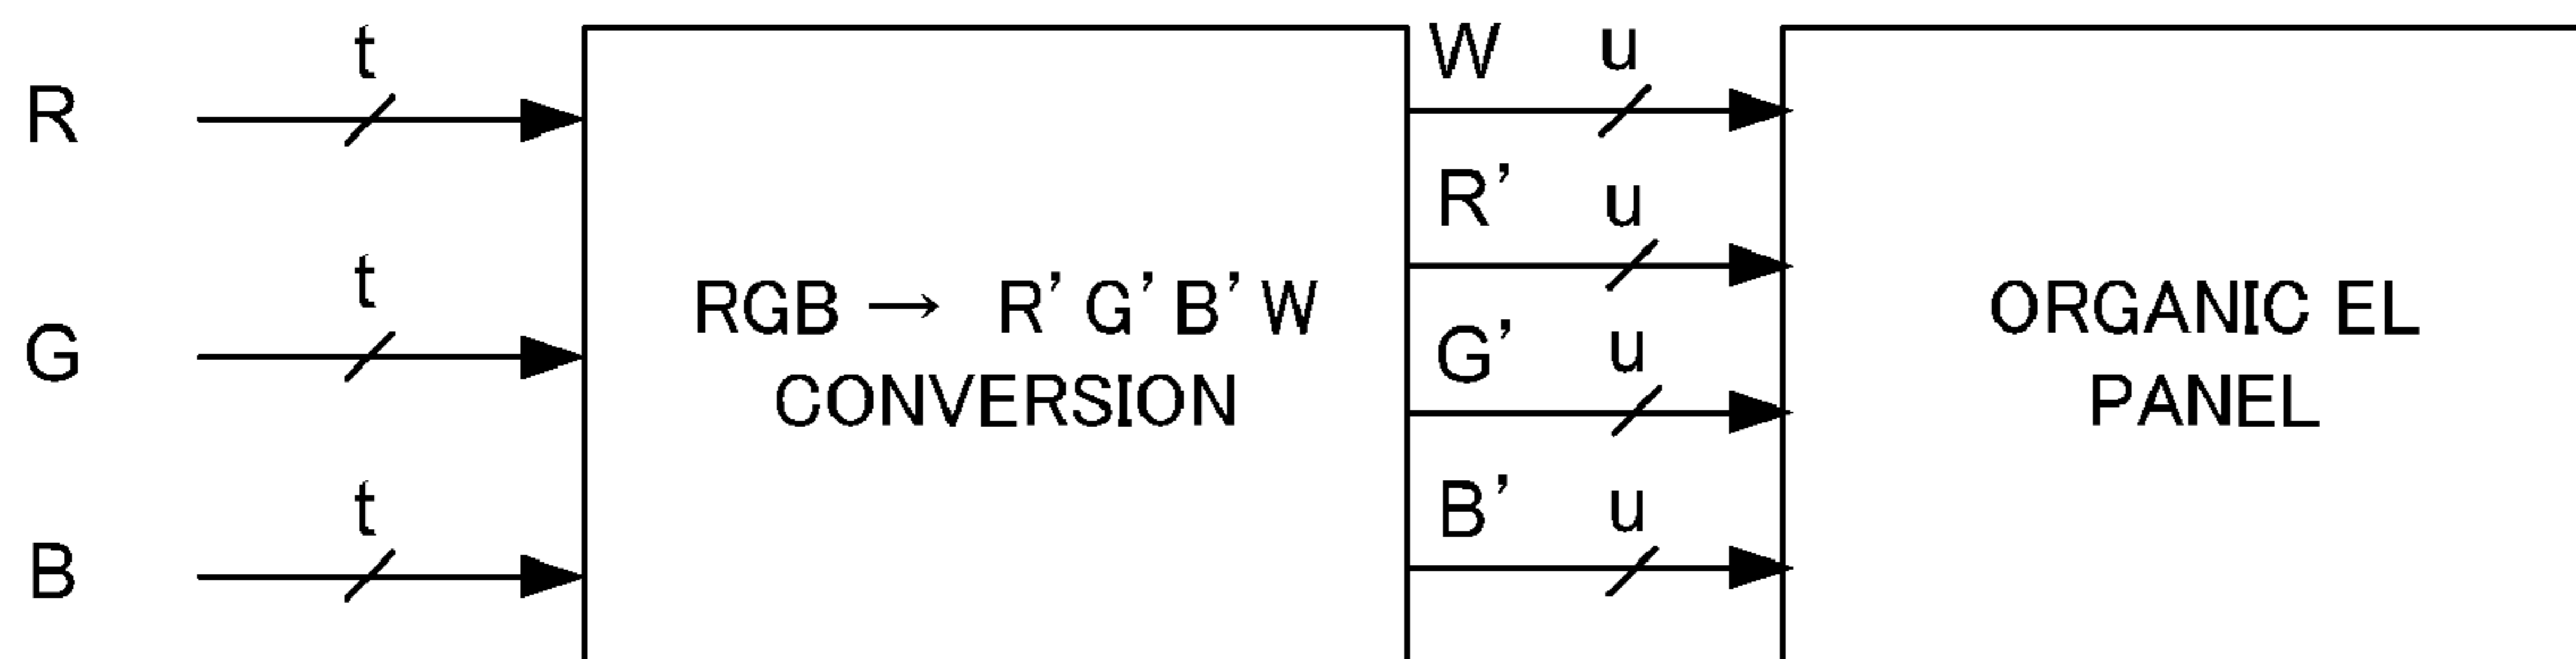 R t
G t
B t
RGB → R’G’B’W
CONVERSION
W u
R’ u
G’ u
B’ u
ORGANIC EL
PANEL